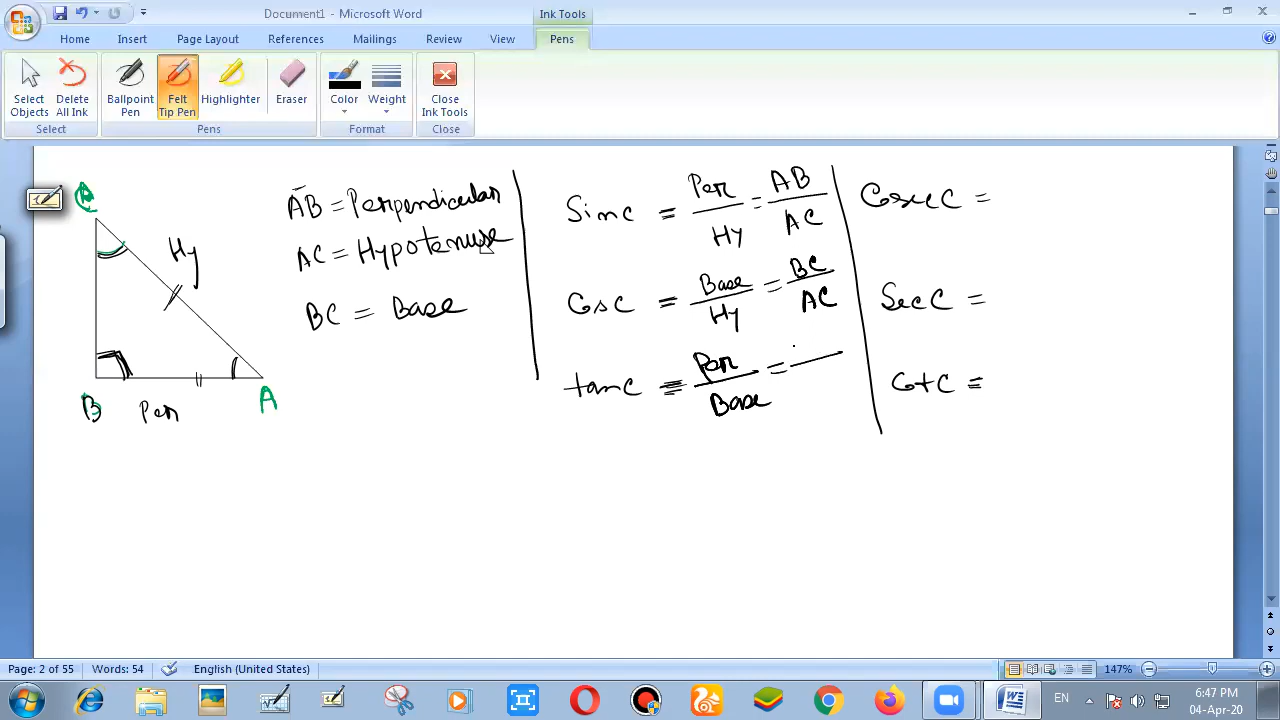 Document1 - Microsoft Word
Ink Tools
Home Insert Page Layout References Mailings Review View Pens
Select Objects
Delete All Ink
Ballpoint Pen
Felt Tip Pen
Highlighter
Eraser
Color
Weight
Close Ink Tools
Select Pens Format Close
C
Hy
B
Per
A
AB = Perpendicular
AC = Hypotenuse
BC = Base
Sinc = Per/Hy = AB/AC
Cosc = Base/Hy = BC/AC
tanc = Per/Base =
CosecC =
SecC =
CotC =
Page: 2 of 55 Words: 54 English (United States) 147%
EN 6:47 PM
04-Apr-20